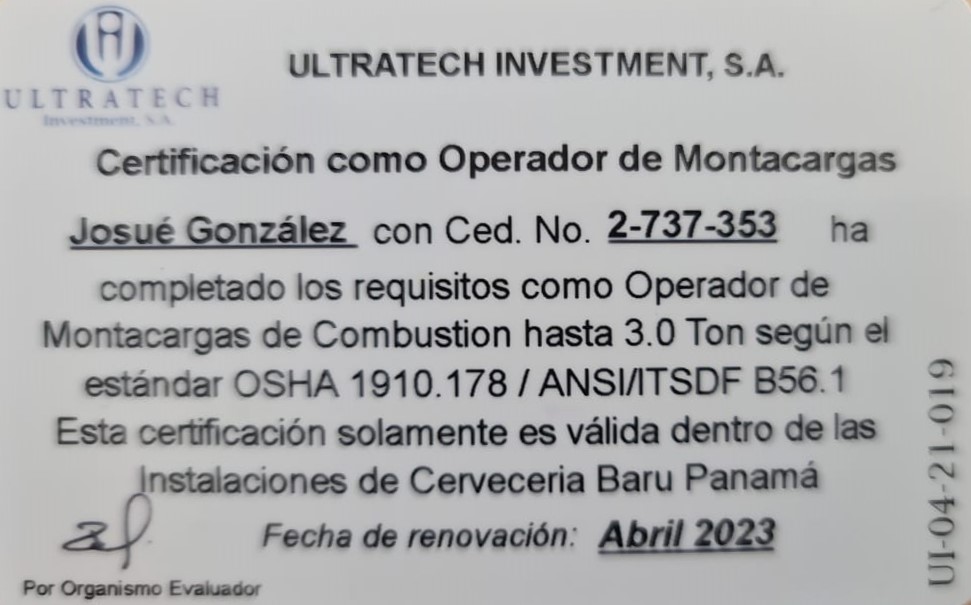 ULTRATECH
Investment, S.A.
ULTRATECH INVESTMENT, S.A.
Certificación como Operador de Montacargas
Josué González con Ced. No. 2-737-353 ha
completado los requisitos como Operador de
Montacargas de Combustion hasta 3.0 Ton según el
estándar OSHA 1910.178 / ANSI/ITSDF B56.1
Esta certificación solamente es válida dentro de las
Instalaciones de Cerveceria Baru Panamá
Fecha de renovación: Abril 2023
Por Organismo Evaluador
UI-04-21-019